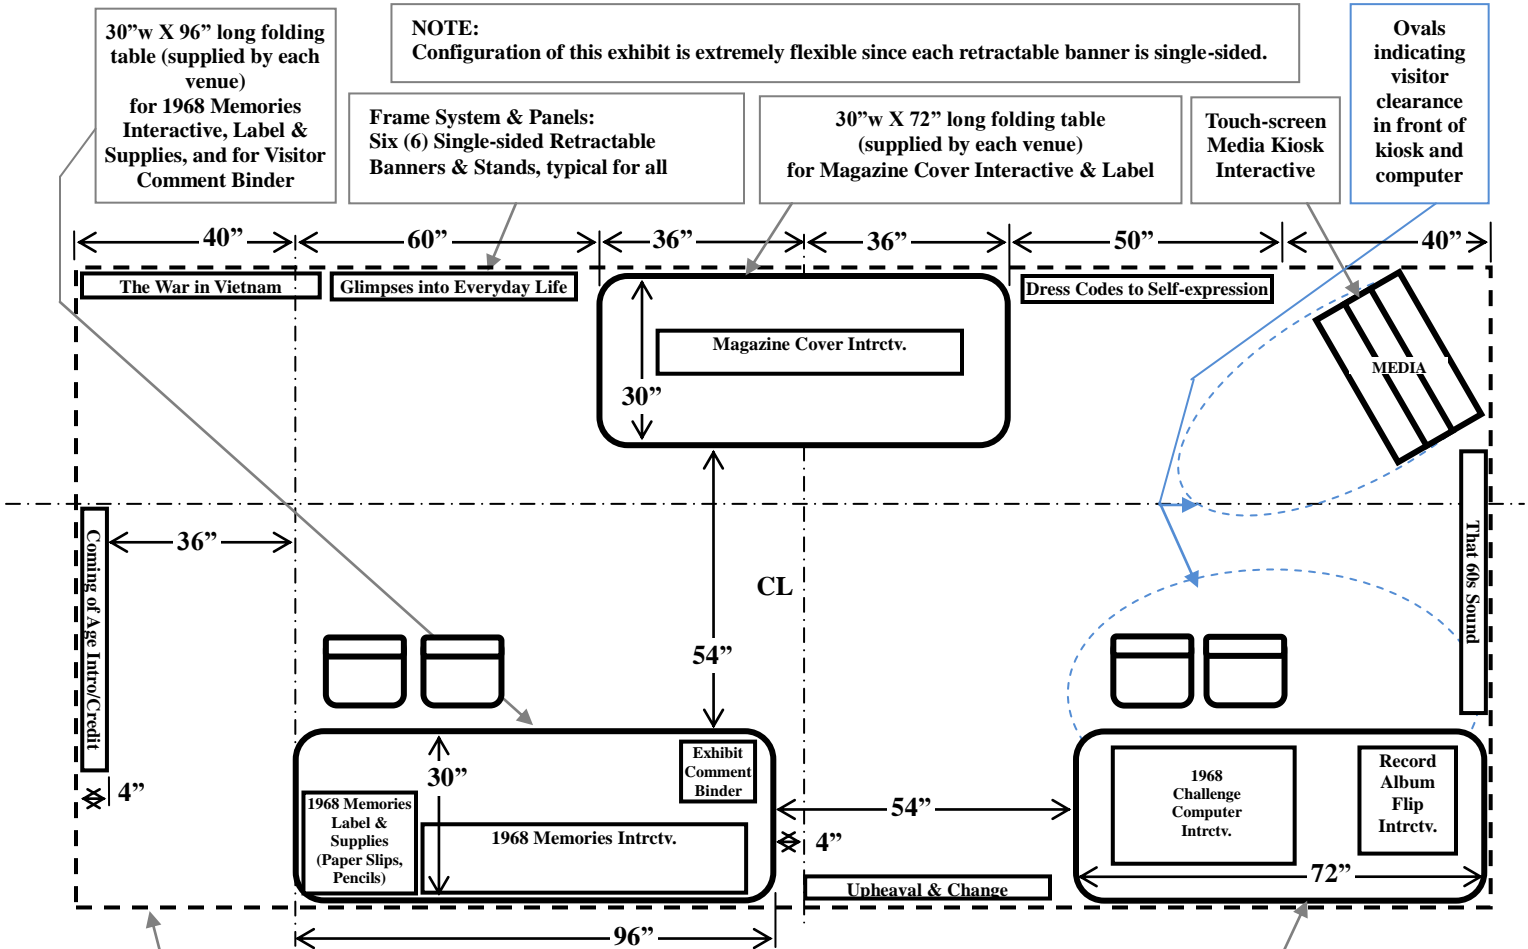 30”w X 96” long folding
table (supplied by each
venue)
for 1968 Memories
Interactive, Label &
Supplies, and for Visitor
Comment Binder
NOTE:
Configuration of this exhibit is extremely flexible since each retractable banner is single-sided.
Frame System & Panels:
Six (6) Single-sided Retractable
Banners & Stands, typical for all
30”w X 72” long folding table
(supplied by each venue)
for Magazine Cover Interactive & Label
Touch-screen
Media Kiosk
Interactive
Ovals
indicating
visitor
clearance
in front of
kiosk and
computer
40”
60”
36”
36”
50”
40”
The War in Vietnam
Glimpses into Everyday Life
Dress Codes to Self-expression
Magazine Cover Intrctv.
30”
MEDIA
36”
Coming of Age Intro/Credit
That 60s Sound
CL
54”
4”
30”
Exhibit
Comment
Binder
1968 Memories
Label &
Supplies
(Paper Slips,
Pencils)
1968 Memories Intrctv.
54”
4”
1968
Challenge
Computer
Intrctv.
Record
Album
Flip
Intrctv.
72”
Upheaval & Change
96”